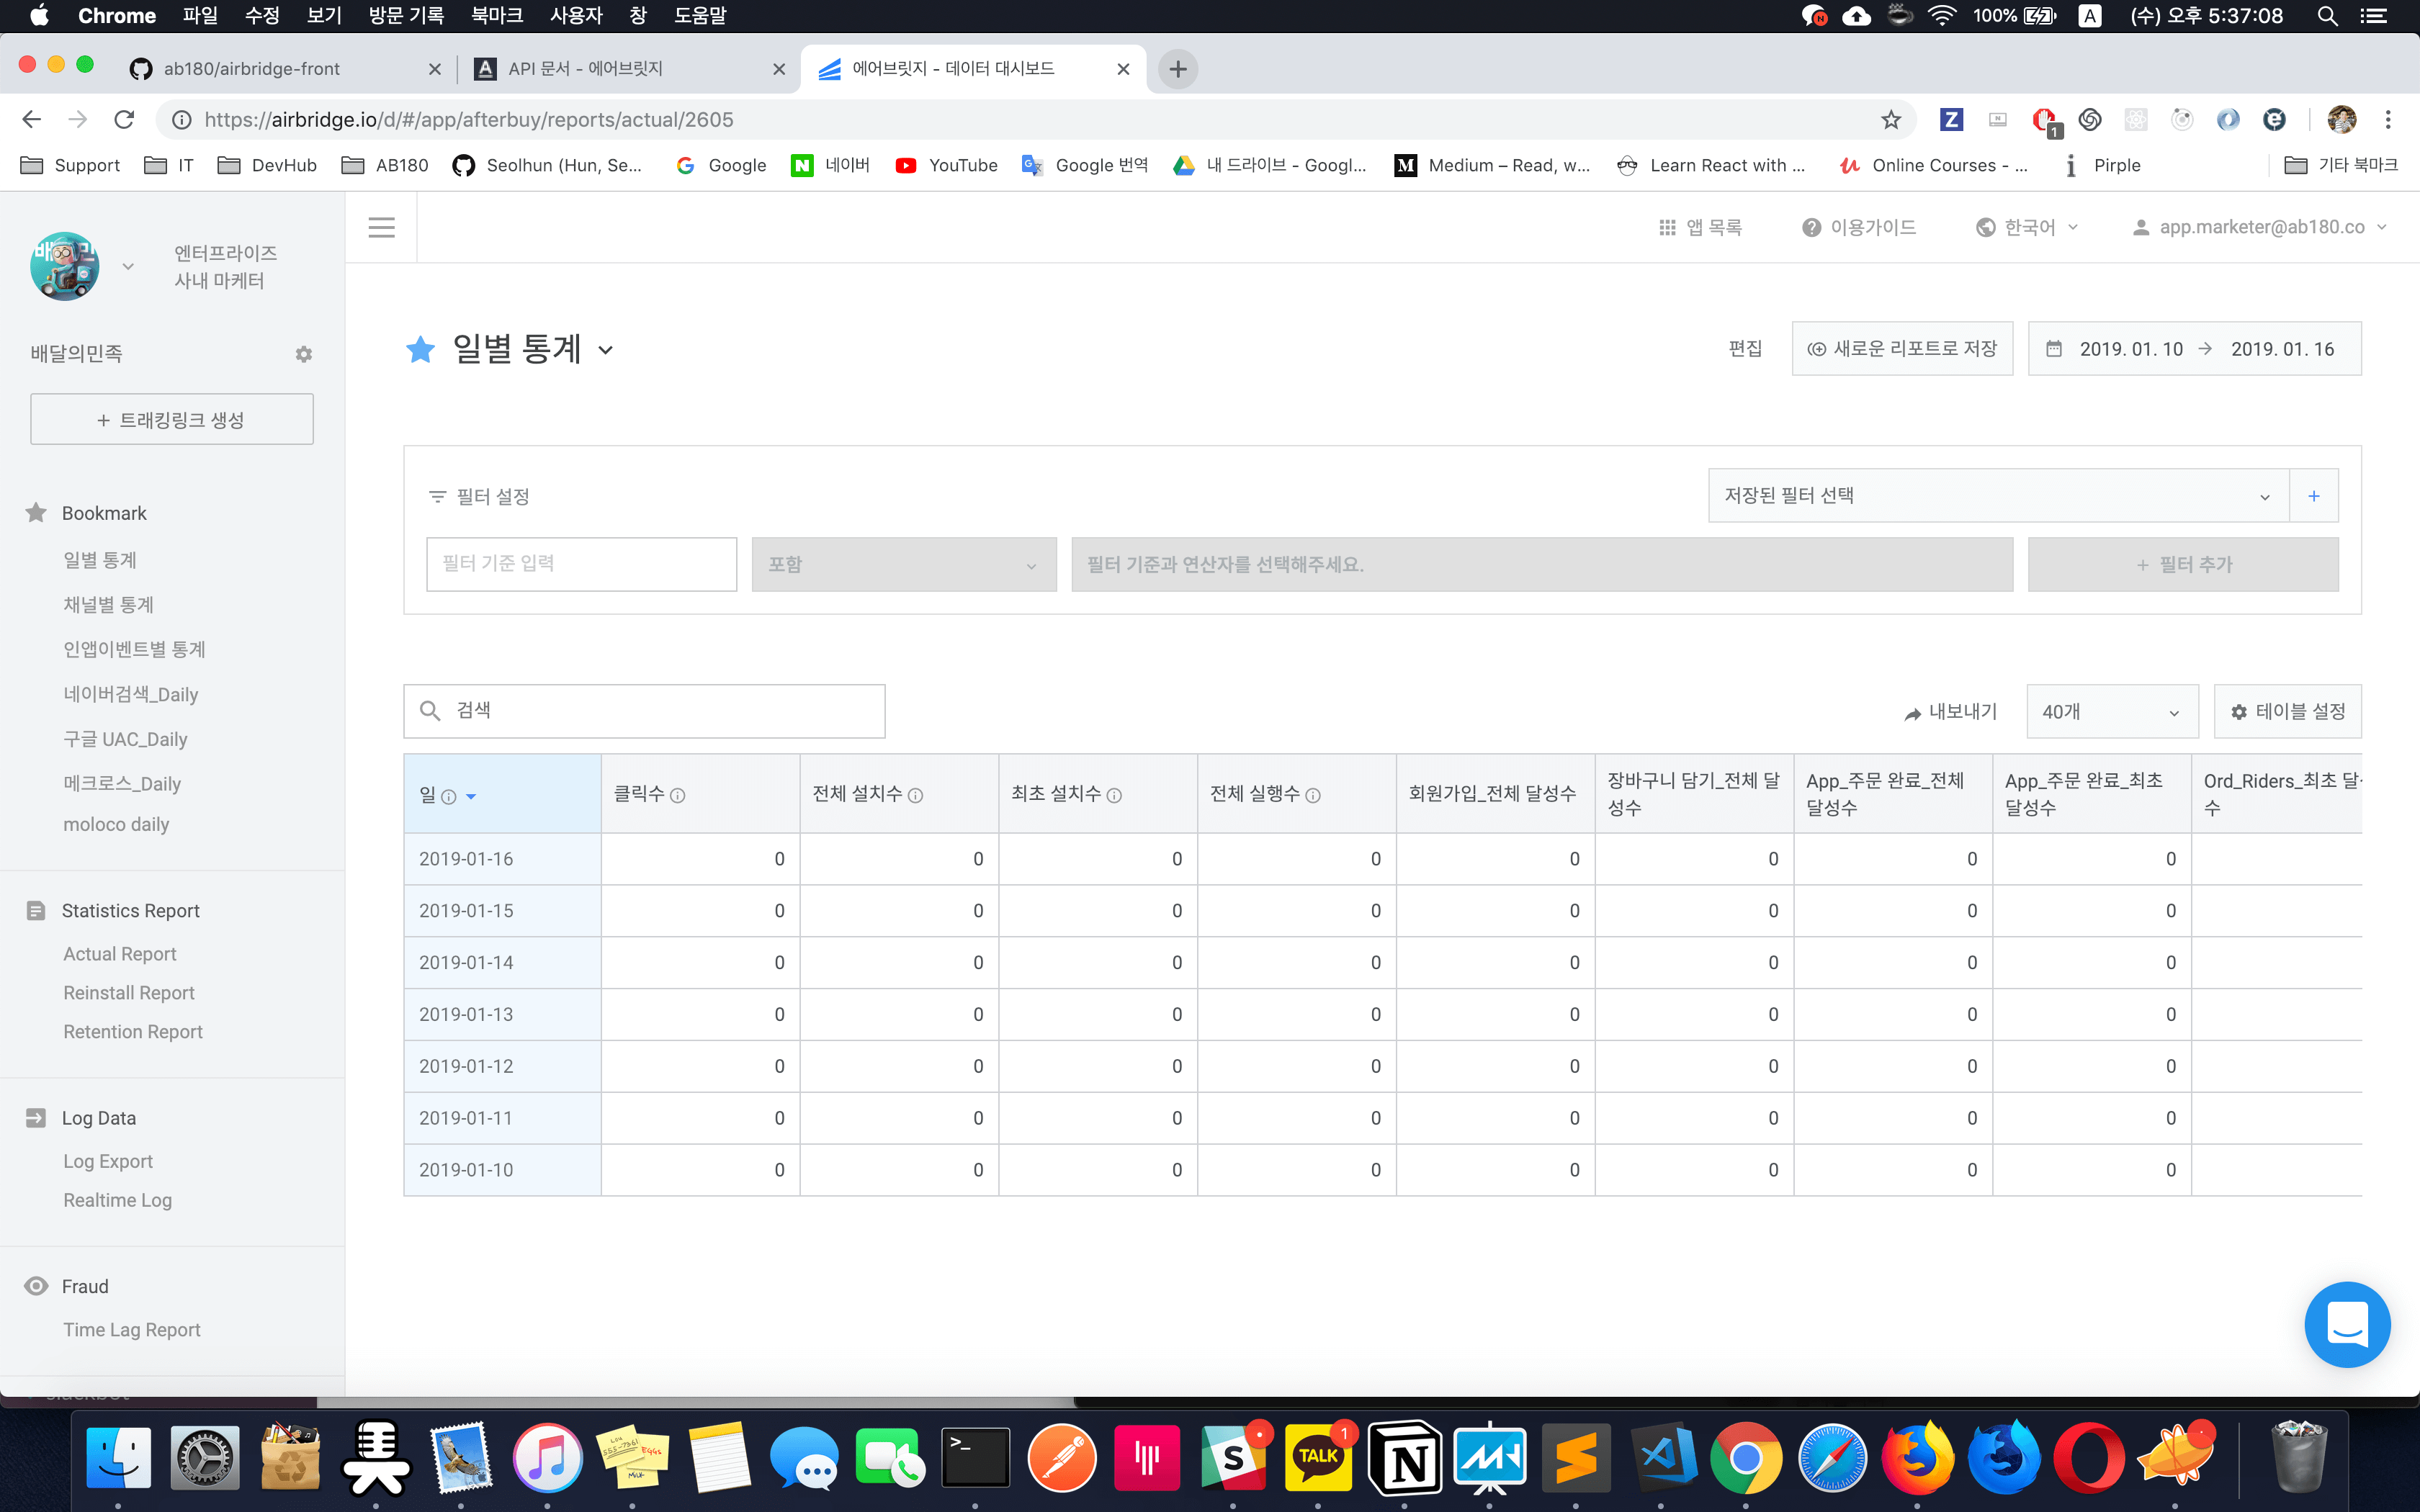 Chrome 파일 수정 보기 방문 기록 북마크 사용자 창 도움말 100% A (수) 오후 5:37:08
ab180/airbridge-front API 문서 - 에어브릿지 에어브릿지 - 데이터 대시보드
https://airbridge.io/d/#/app/afterbuy/reports/actual/2605
Support IT DevHub AB180 Seolhun (Hun, Se... Google 네이버 YouTube Google 번역 내 드라이브 - Googl... Medium – Read, w... Learn React with ... Online Courses - ... Pirple 기타 북마크
엔터프라이즈
사내 마케터
앱 목록 이용가이드 한국어 app.marketer@ab180.co
배달의민족
+ 트래킹링크 생성
Bookmark
일별 통계
채널별 통계
인앱이벤트별 통계
네이버검색_Daily
구글 UAC_Daily
메크로스_Daily
moloco daily
Statistics Report
Actual Report
Reinstall Report
Retention Report
Log Data
Log Export
Realtime Log
Fraud
Time Lag Report
일별 통계
편집 새로운 리포트로 저장 2019. 01. 10 → 2019. 01. 16
필터 설정 저장된 필터 선택 +
필터 기준 입력 포함 필터 기준과 연산자를 선택해주세요. + 필터 추가
검색 내보내기 40개 테이블 설정
일 클릭수 전체 설치수 최초 설치수 전체 실행수 회원가입_전체 달성수 장바구니 담기_전체 달성수 App_주문 완료_전체 달성수 App_주문 완료_최초 달성수 Ord_Riders_최초 달 수
2019-01-16 0 0 0 0 0 0 0 0
2019-01-15 0 0 0 0 0 0 0 0
2019-01-14 0 0 0 0 0 0 0 0
2019-01-13 0 0 0 0 0 0 0 0
2019-01-12 0 0 0 0 0 0 0 0
2019-01-11 0 0 0 0 0 0 0 0
2019-01-10 0 0 0 0 0 0 0 0
TALK 1